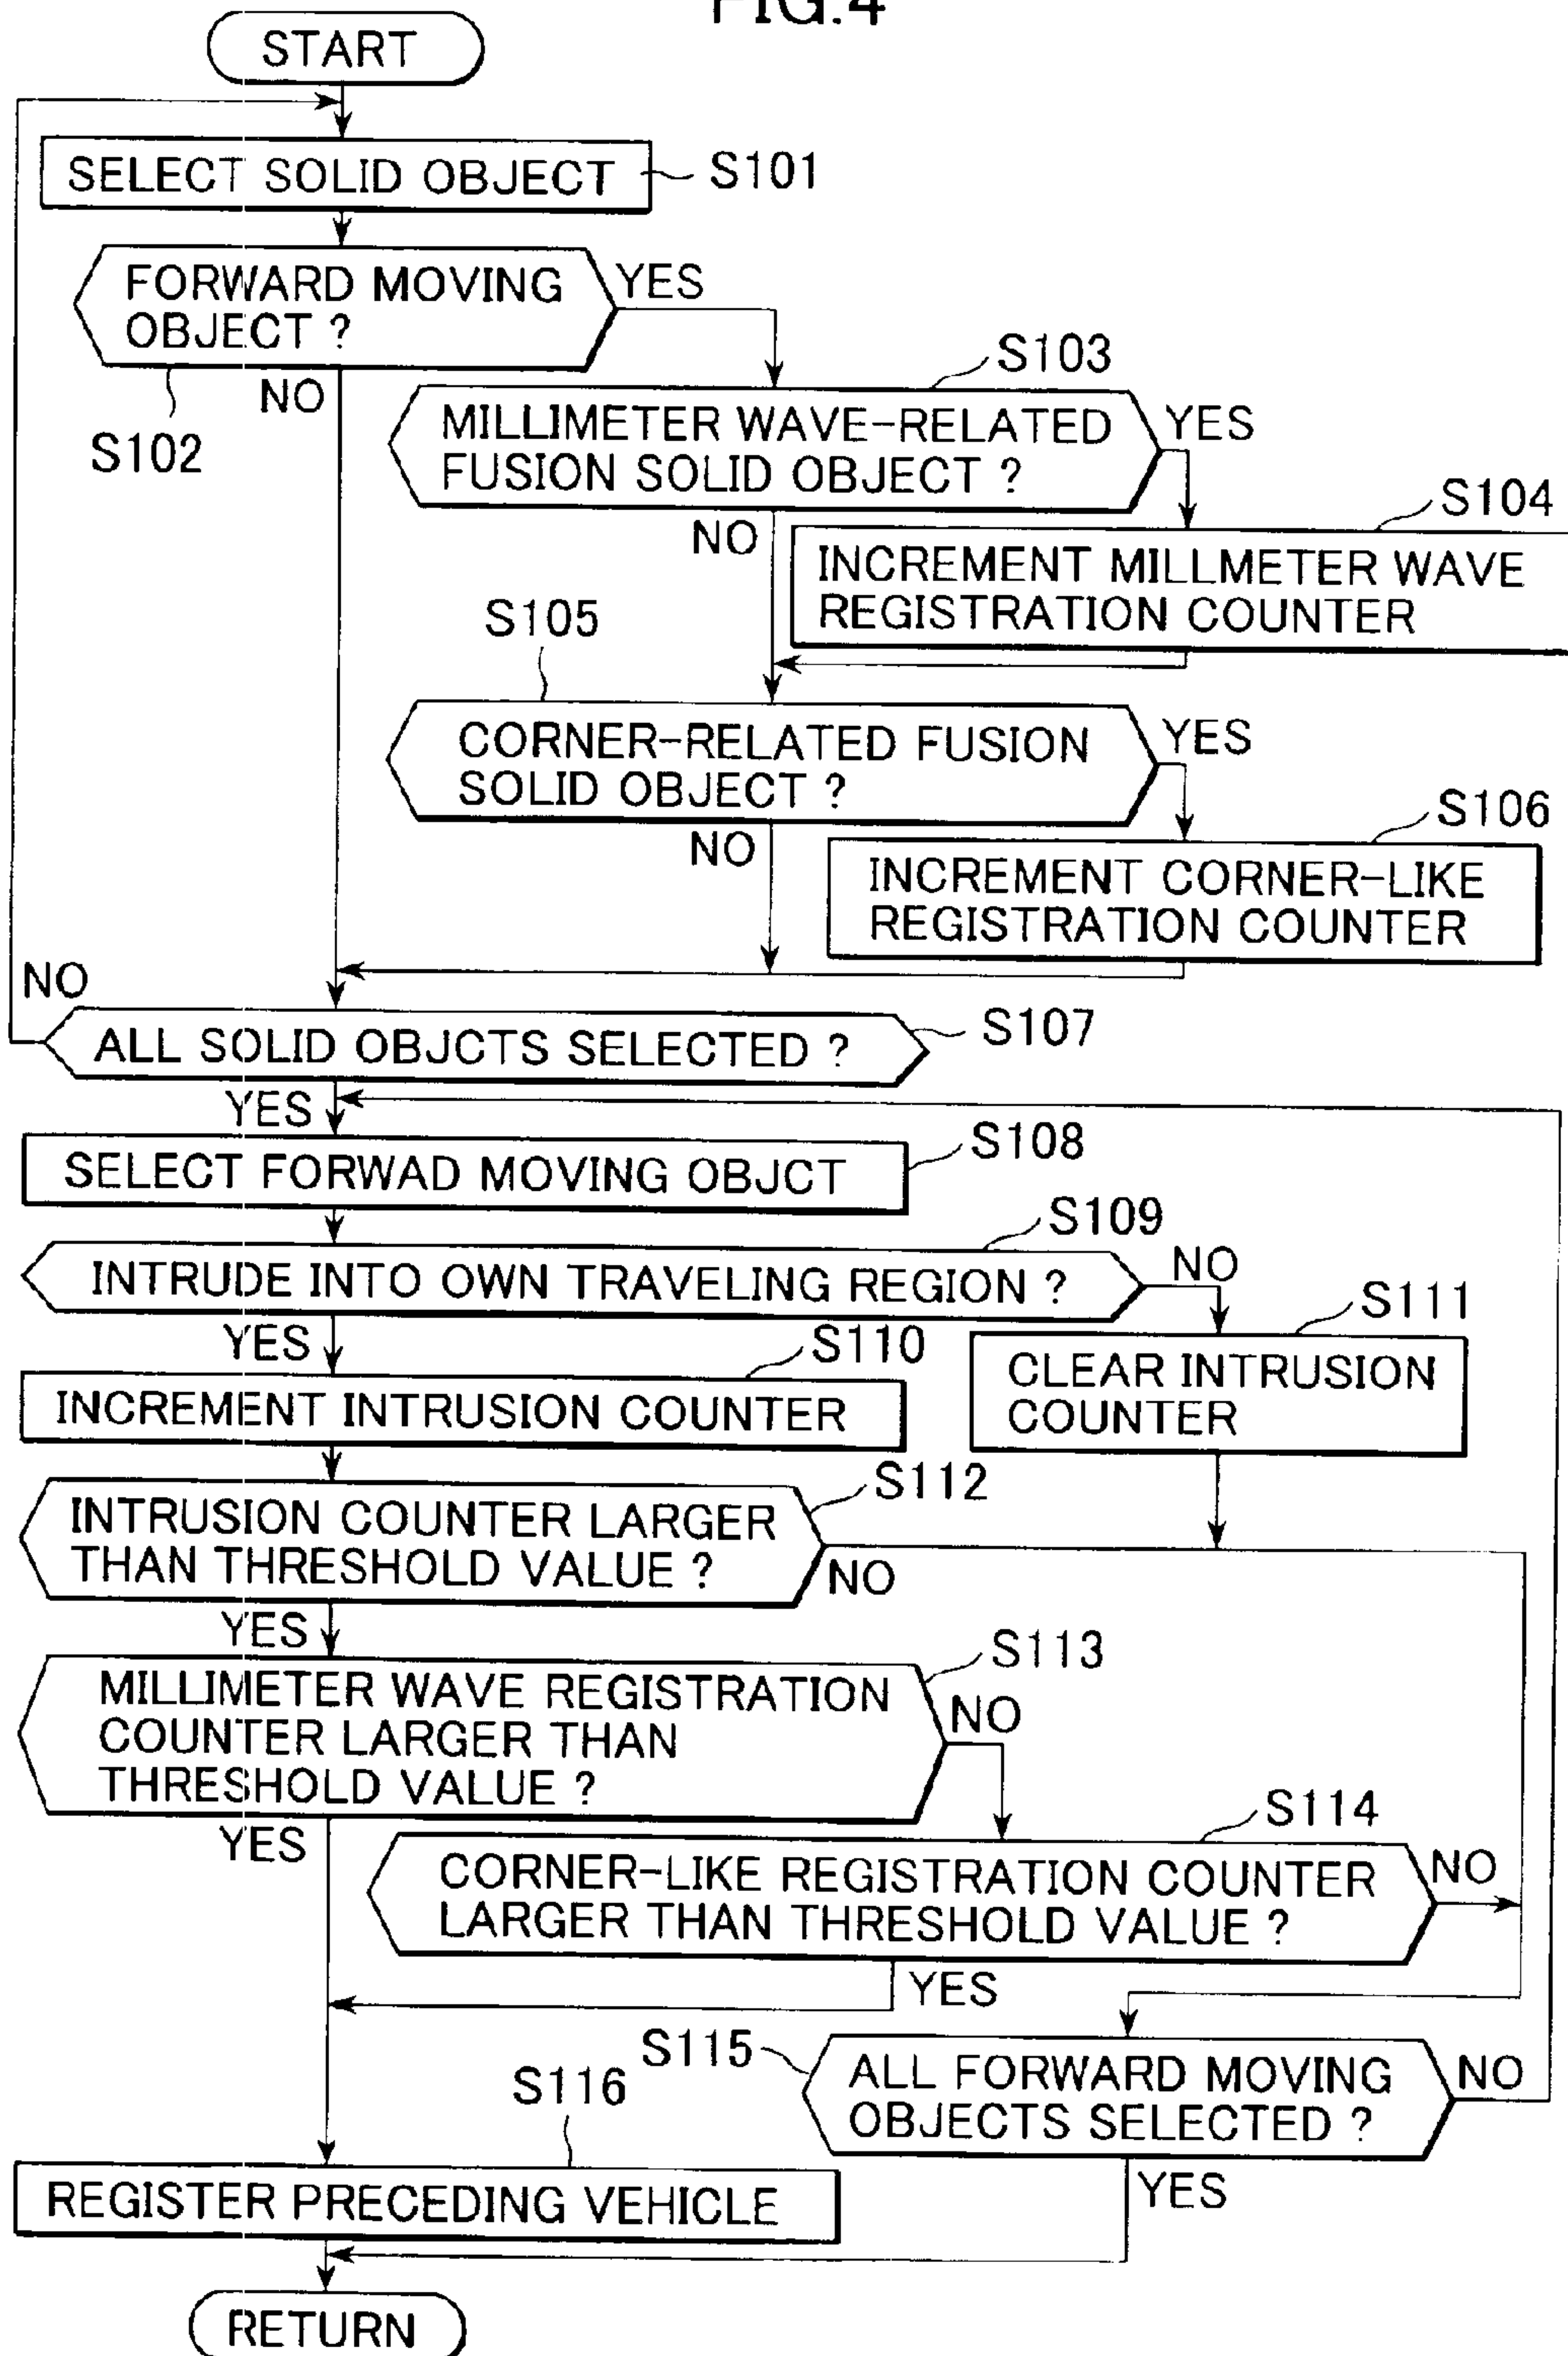 FIG.4
START
SELECT SOLID OBJECT
S101
FORWARD MOVING
OBJECT ?
YES
NO
S102
S103
MILLIMETER WAVE-RELATED
FUSION SOLID OBJECT ?
YES
NO
S104
INCREMENT MILLMETER WAVE
REGISTRATION COUNTER
S105
CORNER-RELATED FUSION
SOLID OBJECT ?
YES
NO
S106
INCREMENT CORNER-LIKE
REGISTRATION COUNTER
NO
ALL SOLID OBJCTS SELECTED ?
S107
YES
SELECT FORWAD MOVING OBJCT
S108
S109
INTRUDE INTO OWN TRAVELING REGION ?
NO
YES
S111
CLEAR INTRUSION
COUNTER
S110
INCREMENT INTRUSION COUNTER
S112
INTRUSION COUNTER LARGER
THAN THRESHOLD VALUE ?
NO
YES
S113
MILLIMETER WAVE REGISTRATION
COUNTER LARGER THAN
THRESHOLD VALUE ?
NO
YES
S114
CORNER-LIKE REGISTRATION COUNTER
LARGER THAN THRESHOLD VALUE ?
NO
YES
S115
ALL FORWARD MOVING
OBJECTS SELECTED ?
NO
YES
S116
REGISTER PRECEDING VEHICLE
RETURN